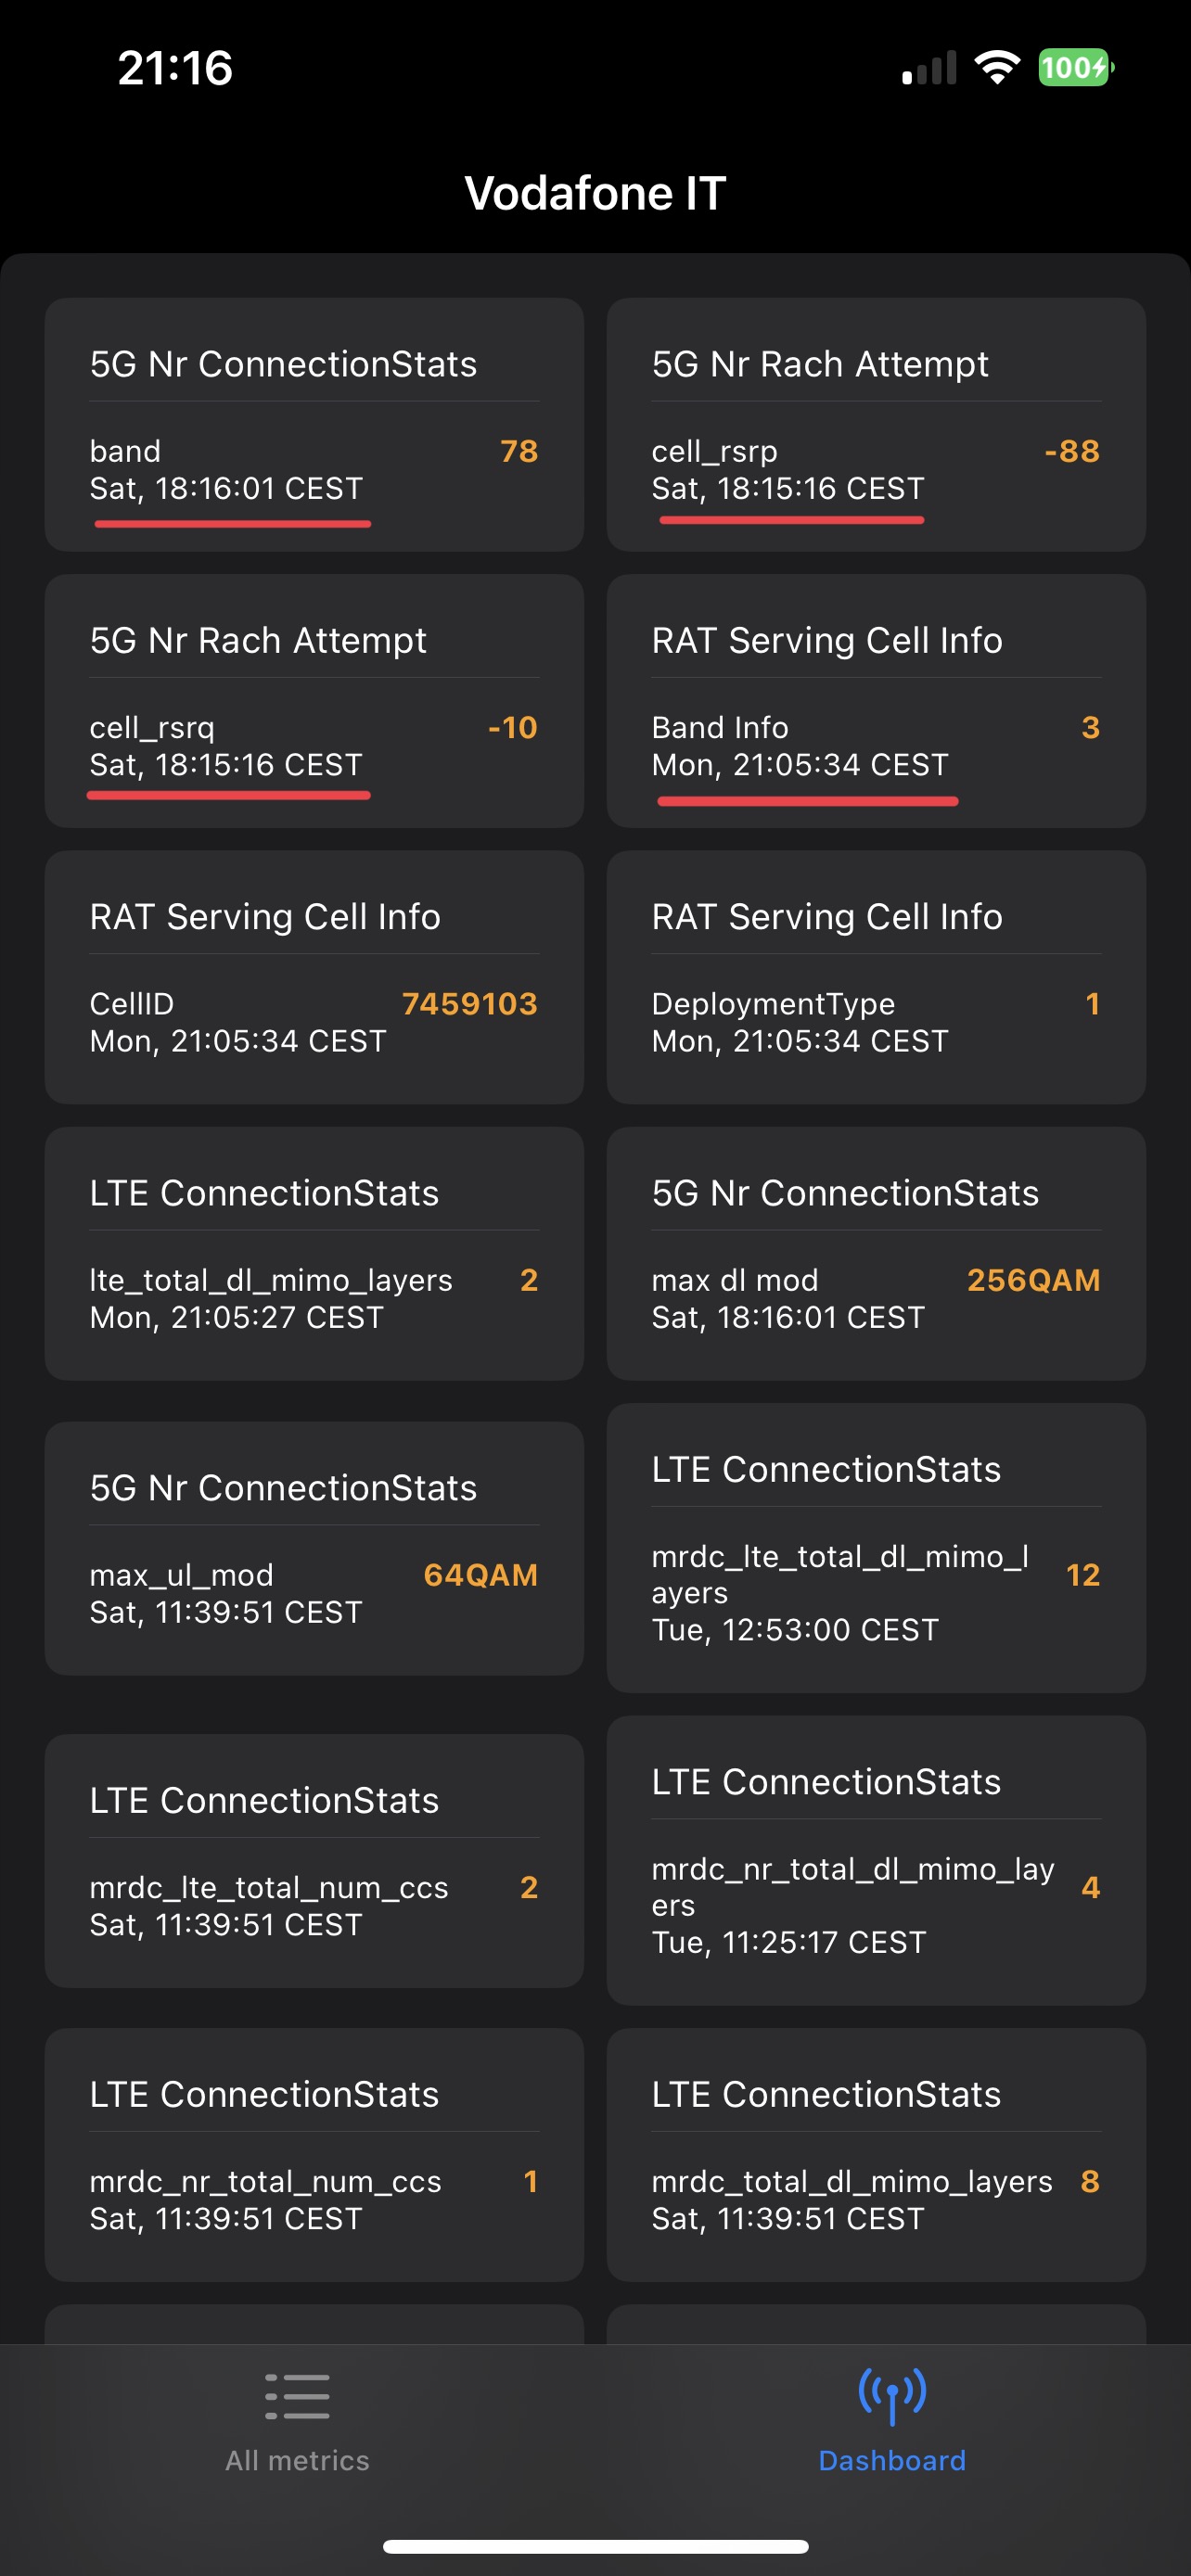 21:16
100
Vodafone IT
5G Nr ConnectionStats
band 78
Sat, 18:16:01 CEST
5G Nr Rach Attempt
cell_rsrp -88
Sat, 18:15:16 CEST
5G Nr Rach Attempt
cell_rsrq -10
Sat, 18:15:16 CEST
RAT Serving Cell Info
Band Info 3
Mon, 21:05:34 CEST
RAT Serving Cell Info
CellID 7459103
Mon, 21:05:34 CEST
RAT Serving Cell Info
DeploymentType 1
Mon, 21:05:34 CEST
LTE ConnectionStats
lte_total_dl_mimo_layers 2
Mon, 21:05:27 CEST
5G Nr ConnectionStats
max dl mod 256QAM
Sat, 18:16:01 CEST
5G Nr ConnectionStats
max_ul_mod 64QAM
Sat, 11:39:51 CEST
LTE ConnectionStats
mrdc_lte_total_dl_mimo_l
ayers 12
Tue, 12:53:00 CEST
LTE ConnectionStats
mrdc_lte_total_num_ccs 2
Sat, 11:39:51 CEST
LTE ConnectionStats
mrdc_nr_total_dl_mimo_lay
ers 4
Tue, 11:25:17 CEST
LTE ConnectionStats
mrdc_nr_total_num_ccs 1
Sat, 11:39:51 CEST
LTE ConnectionStats
mrdc_total_dl_mimo_layers 8
Sat, 11:39:51 CEST
All metrics
Dashboard